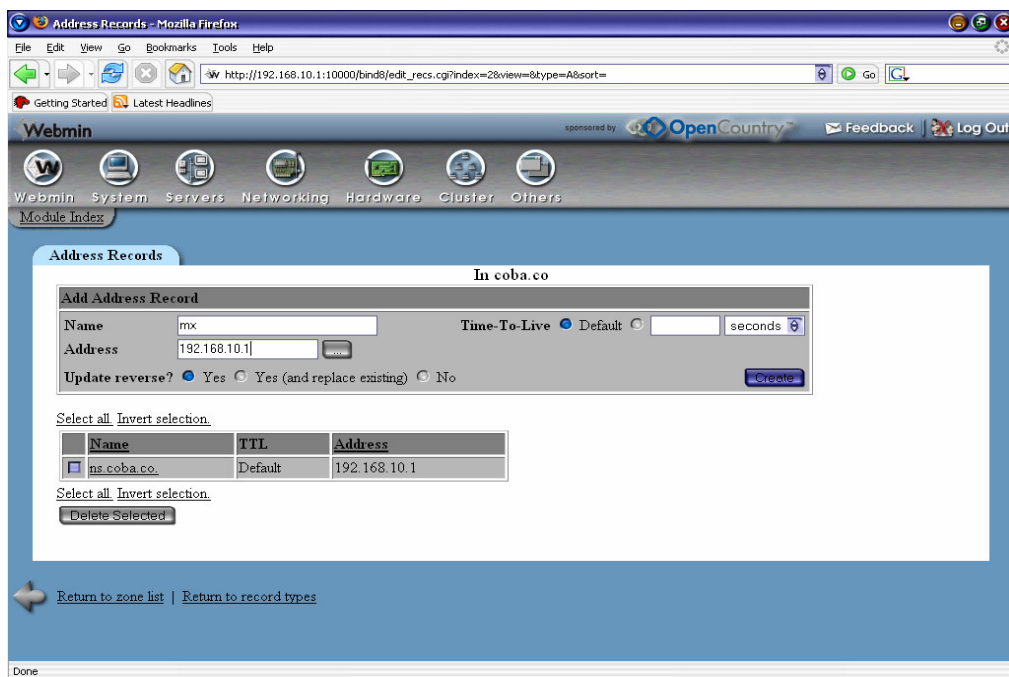 Address Records - Mozilla Firefox
File Edit View Go Bookmarks Tools Help
http://192.168.10.1:10000/bind8/edit_recs.cgi?index=2&view=&type=A&sort= Go G
Getting Started Latest Headlines
Webmin sponsored by OpenCountry™ Feedback | Log Out
Webmin System Servers Networking Hardware Cluster Others
Module Index
Address Records
In coba.co
Add Address Record
Name mx Time-To-Live Default seconds
Address 192.168.10.1 ...
Update reverse? Yes Yes (and replace existing) No Create
Select all. Invert selection.
Name TTL Address
ns.coba.co. Default 192.168.10.1
Select all. Invert selection.
Delete Selected
Return to zone list | Return to record types
Done